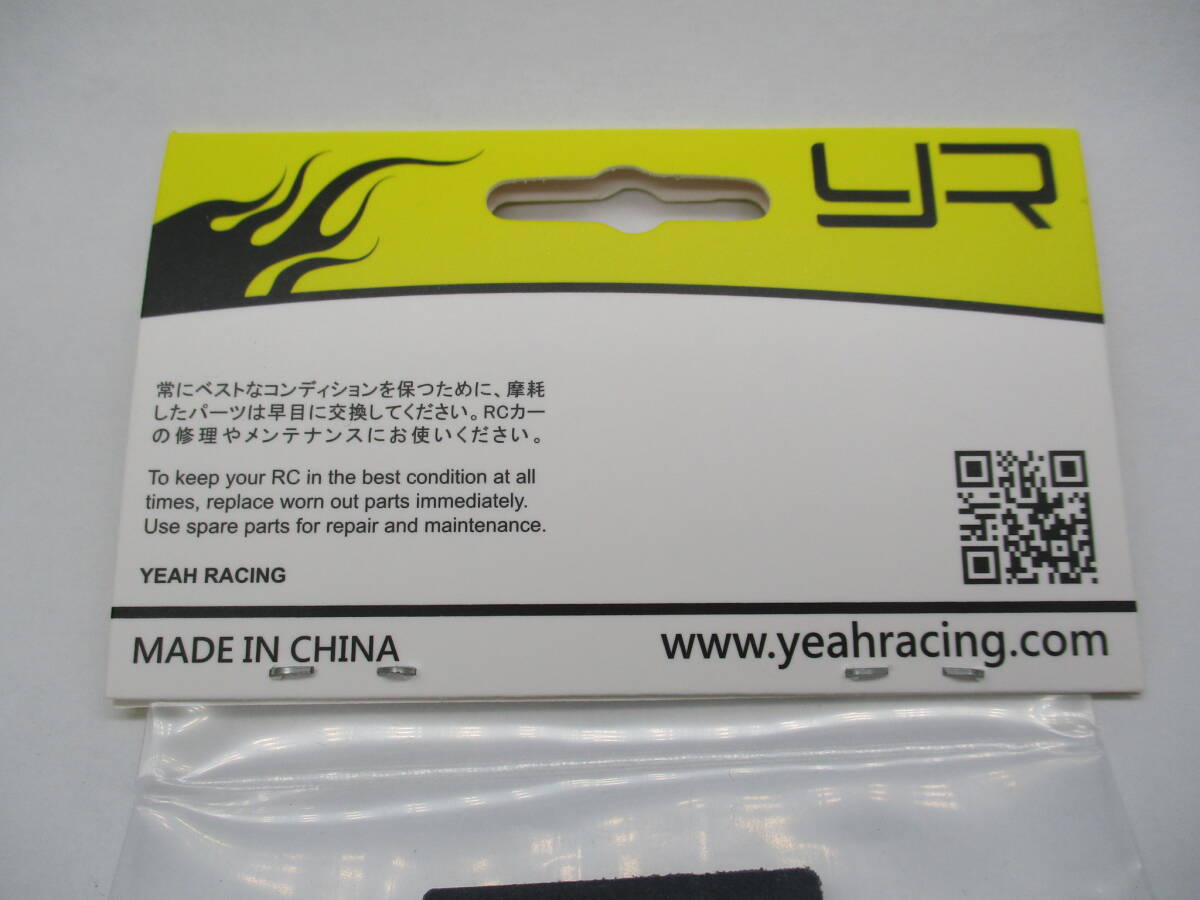 YR
常にベストなコンディションを保つために、摩耗
したパーツは早目に交換してください。RCカー
の修理やメンテナンスにお使いください。
To keep your RC in the best condition at all
times, replace worn out parts immediately.
Use spare parts for repair and maintenance.
YEAH RACING
MADE IN CHINA
www.yeahracing.com